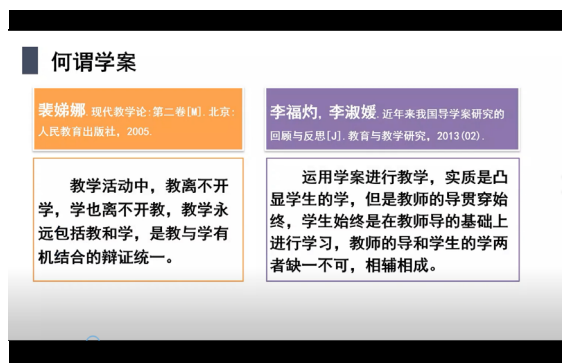 何谓学案
裴娣娜.现代教学论:第二卷[M].北京:
人民教育出版社, 2005.
教学活动中，教离不开
学，学也离不开教，教学永
远包括教和学，是教与学有
机结合的辩证统一。
李福灼, 李淑媛.近年来我国导学案研究的
回顾与反思[J].教育与教学研究, 2013(02).
运用学案进行教学，实质是凸
显学生的学，但是教师的导贯穿始
终，学生始终是在教师导的基础上
进行学习，教师的导和学生的学两
者缺一不可，相辅相成。